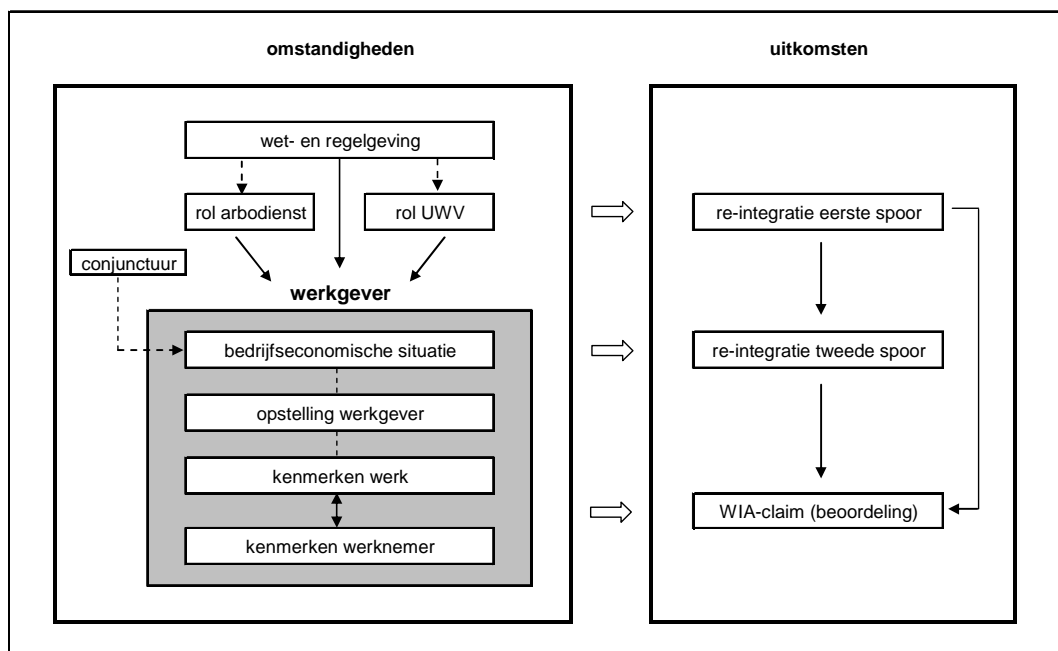 omstandigheden
uitkomsten
wet- en regelgeving
rol arbodienst
rol UWV
conjunctuur
werkgever
bedrijfseconomische situatie
opstelling werkgever
kenmerken werk
kenmerken werknemer
re-integratie eerste spoor
re-integratie tweede spoor
WIA-claim (beoordeling)